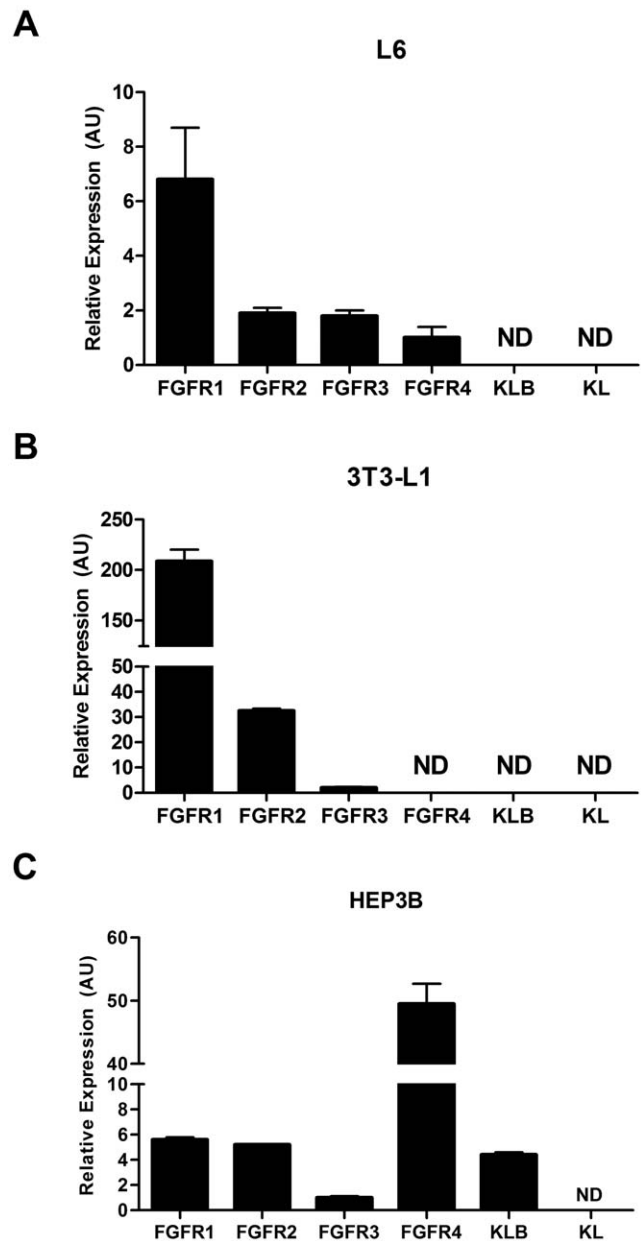 A
L6
Relative Expression (AU)
10
8
6
4
2
0
ND ND
FGFR1 FGFR2 FGFR3 FGFR4 KLB KL
B
3T3-L1
Relative Expression (AU)
250
200
150
50
40
30
20
10
0
ND ND ND
FGFR1 FGFR2 FGFR3 FGFR4 KLB KL
C
HEP3B
Relative Expression (AU)
60
50
40
10
8
6
4
2
0
ND
FGFR1 FGFR2 FGFR3 FGFR4 KLB KL